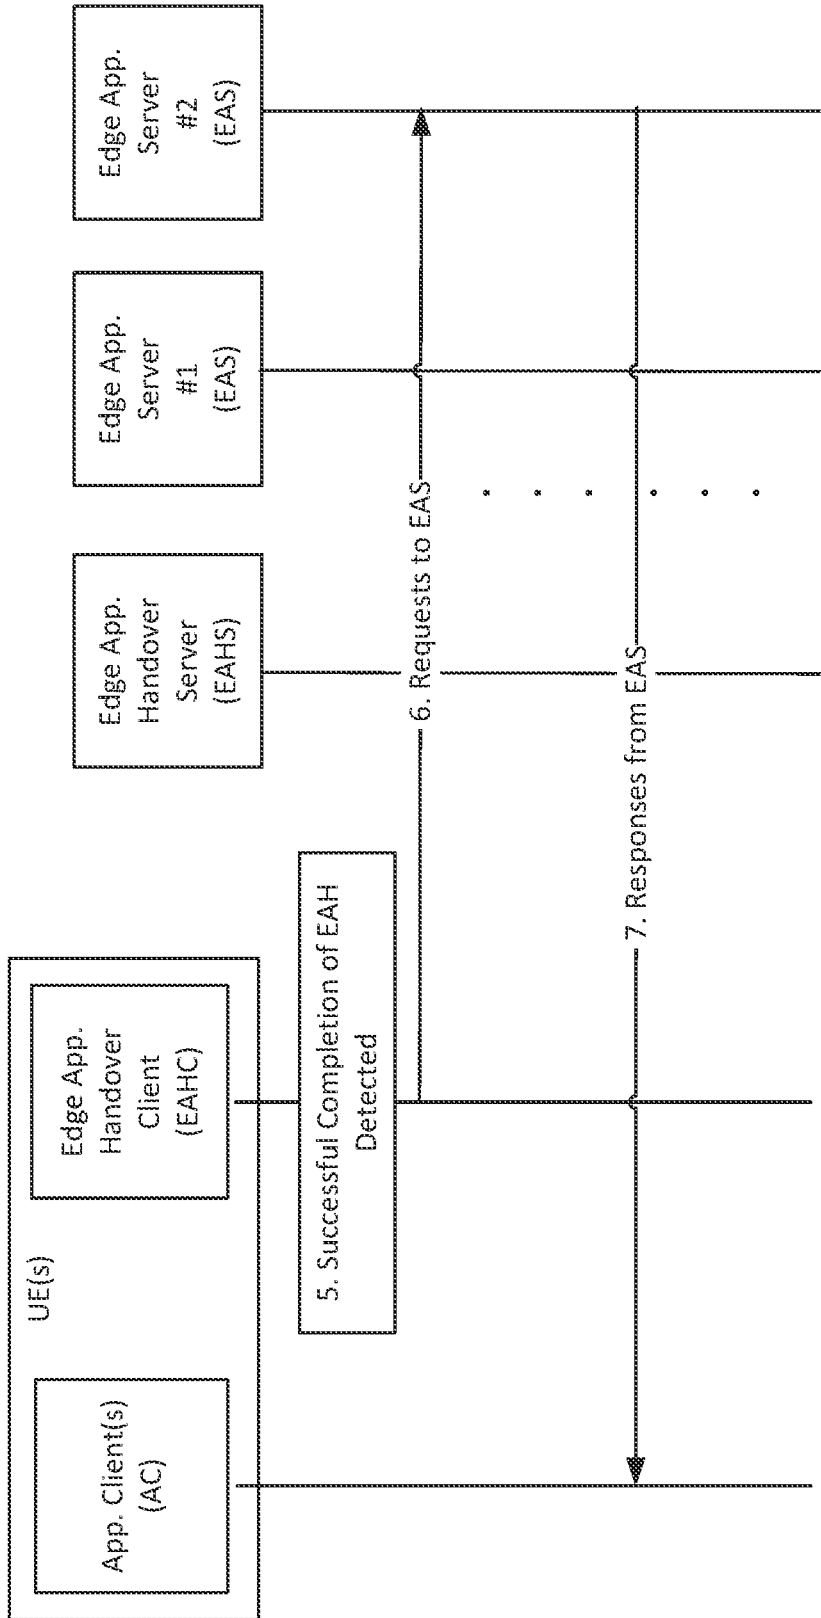 UE(s)
App. Client(s)
(AC)
Edge App.
Handover
Client
(EAHC)
Edge App.
Handover
Server
(EAHS)
Edge App.
Server
#1
(EAS)
Edge App.
Server
#2
(EAS)
5. Successful Completion of EAH
Detected
6. Requests to EAS
7. Responses from EAS